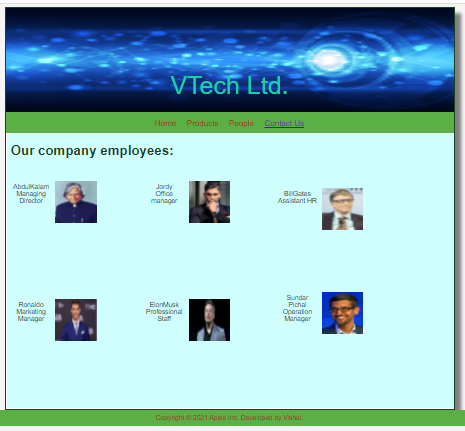 VTech Ltd.
Home Products People Contact Us
Our company employees:
AbdulKalam
Managing
Director
Jordy
Office
manager
BillGates
Assistant HR
Ronaldo
Marketing
Manager
ElonMusk
Professional
Staff
Sundar
Pichai
Operation
Manager
Copyright © 2021 Apple Inc. Developed by Vishal.